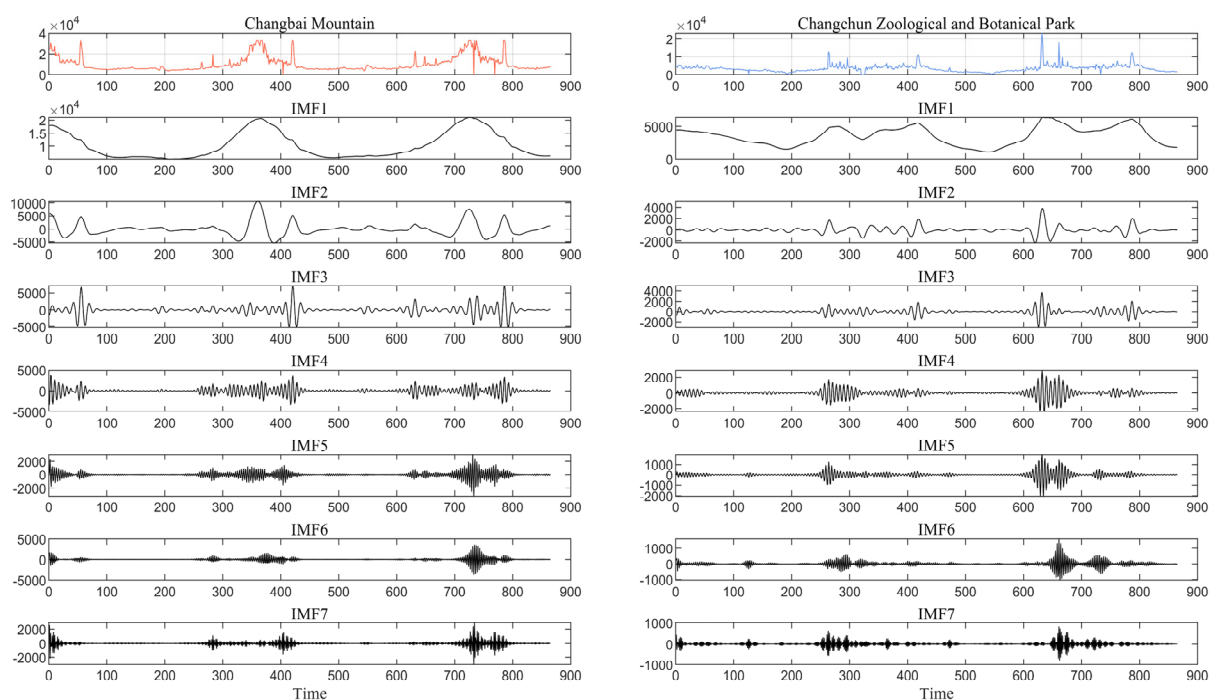 Changbai Mountain
×10⁴
4
2
0
0 100 200 300 400 500 600 700 800 900
IMF1
×10⁴
2
1.5
1
0 100 200 300 400 500 600 700 800 900
IMF2
10000
5000
0
-5000
0 100 200 300 400 500 600 700 800 900
IMF3
5000
0
-5000
0 100 200 300 400 500 600 700 800 900
IMF4
5000
0
-5000
0 100 200 300 400 500 600 700 800 900
IMF5
2000
0
-2000
0 100 200 300 400 500 600 700 800 900
IMF6
5000
0
-5000
0 100 200 300 400 500 600 700 800 900
IMF7
2000
0
-2000
0 100 200 300 400 500 600 700 800 900
Time
Changchun Zoological and Botanical Park
×10⁴
2
1
0
0 100 200 300 400 500 600 700 800 900
IMF1
5000
0
0 100 200 300 400 500 600 700 800 900
IMF2
4000
2000
0
-2000
0 100 200 300 400 500 600 700 800 900
IMF3
4000
2000
0
-2000
0 100 200 300 400 500 600 700 800 900
IMF4
2000
0
-2000
0 100 200 300 400 500 600 700 800 900
IMF5
1000
0
-1000
-2000
0 100 200 300 400 500 600 700 800 900
IMF6
1000
0
-1000
0 100 200 300 400 500 600 700 800 900
IMF7
1000
0
-1000
0 100 200 300 400 500 600 700 800 900
Time